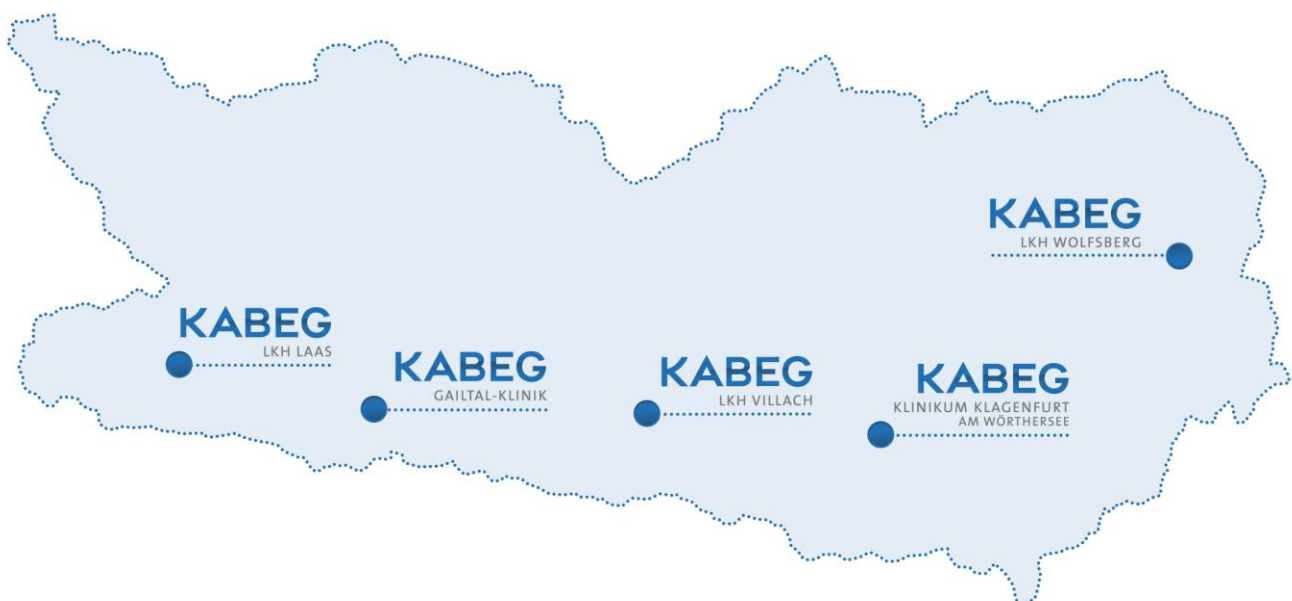 KABEG
LKH WOLFSBERG
KABEG
LKH LAAS
KABEG
GAILTAL-KLINIK
KABEG
LKH VILLACH
KABEG
KLINIKUM KLAGENFURT
AM WÖRTHERSEE